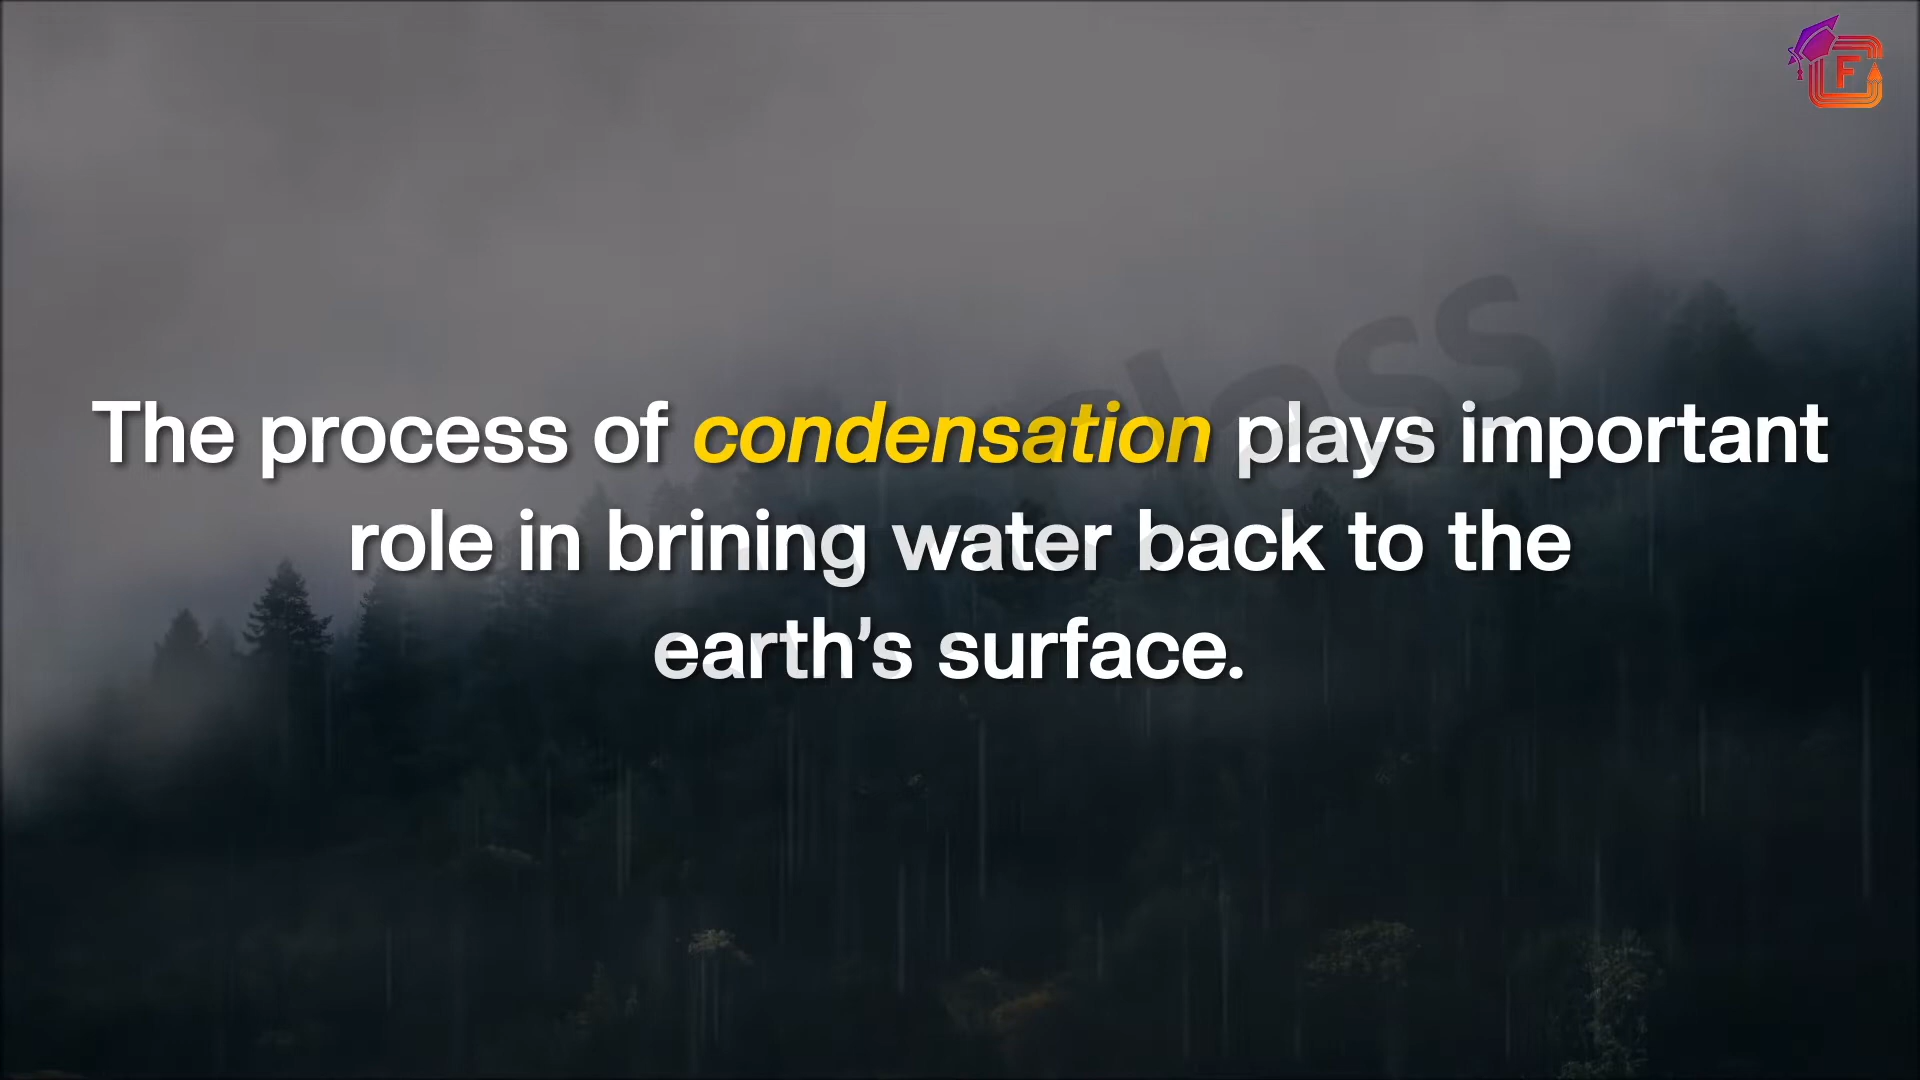 F
The process of condensation plays important
role in brining water back to the
earth’s surface.